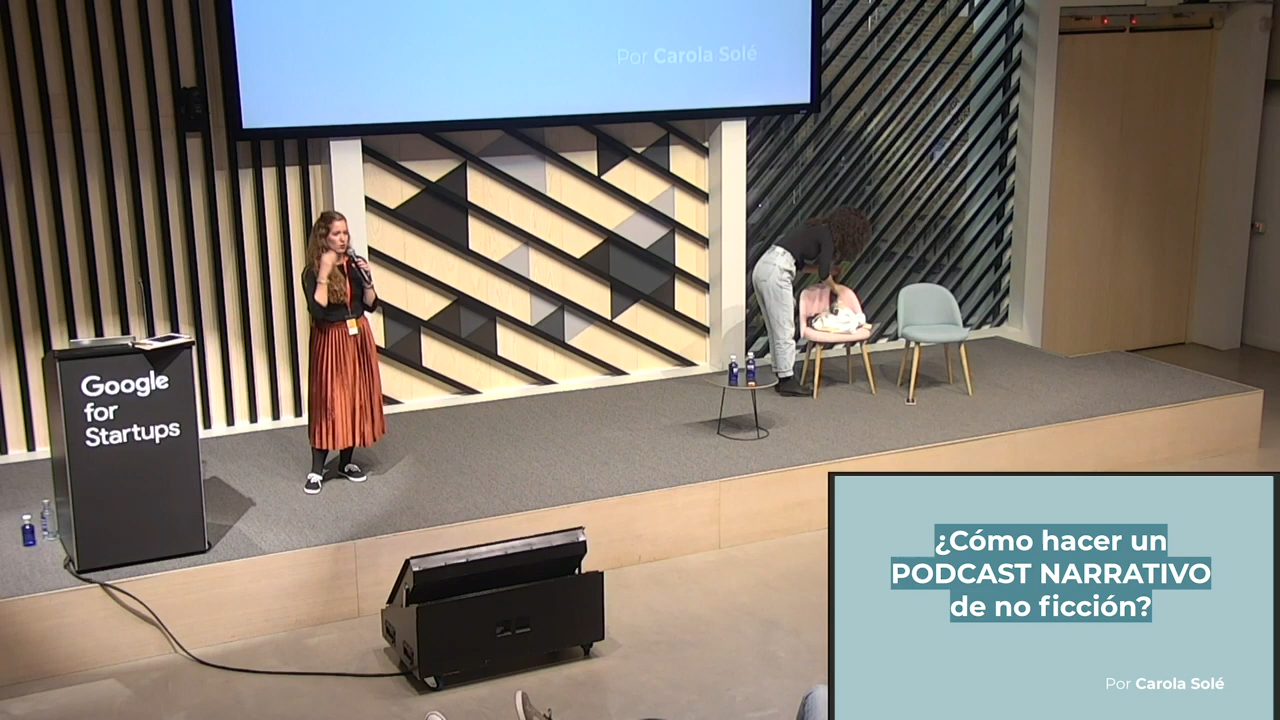 Por Carola Solé
Google
for
Startups
¿Cómo hacer un
PODCAST NARRATIVO
de no ficción?
Por Carola Solé